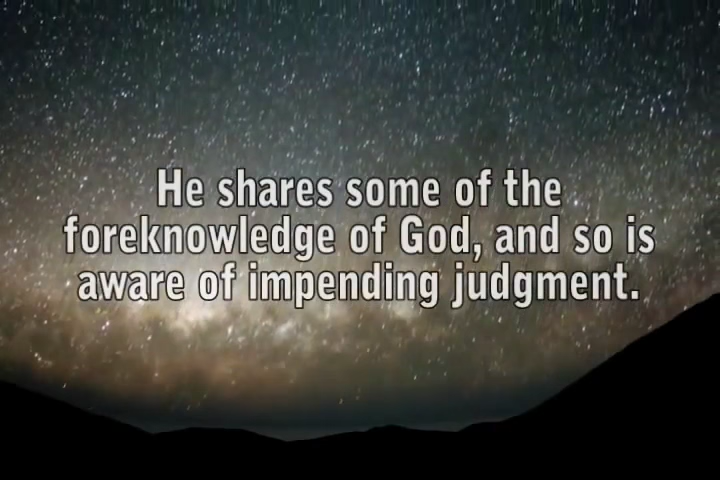 He shares some of the
foreknowledge of God, and so is
aware of impending judgment.